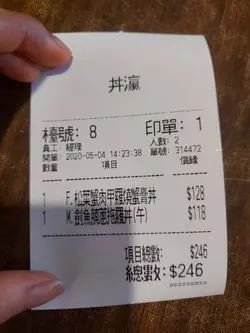 丼瀛
檯號: 8 印單: 1
員工: 經理 人數: 2
開單: 2020-05-04 14:23:38 單號: 314472
數量 項目 價錢
1 F.松葉蟹肉甲羅燒蟹膏丼 $128
1 M.劍魚腩 拖羅丼(午) $118
項目總數: $246
總數: $246
=========